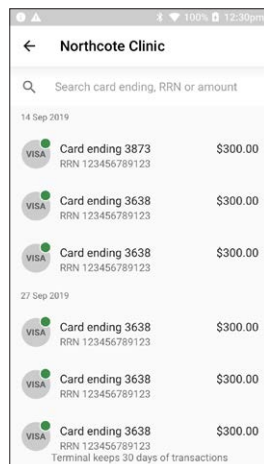 100% 12:30pm
Northcote Clinic
Search card ending, RRN or amount
14 Sep 2019
VISA Card ending 3873 $300.00
RRN 123456789123
VISA Card ending 3638 $300.00
RRN 123456789123
VISA Card ending 3638 $300.00
RRN 123456789123
27 Sep 2019
VISA Card ending 3638 $300.00
RRN 123456789123
VISA Card ending 3638 $300.00
RRN 123456789123
VISA Card ending 3638 $300.00
RRN 123456789123
Terminal keeps 30 days of transactions